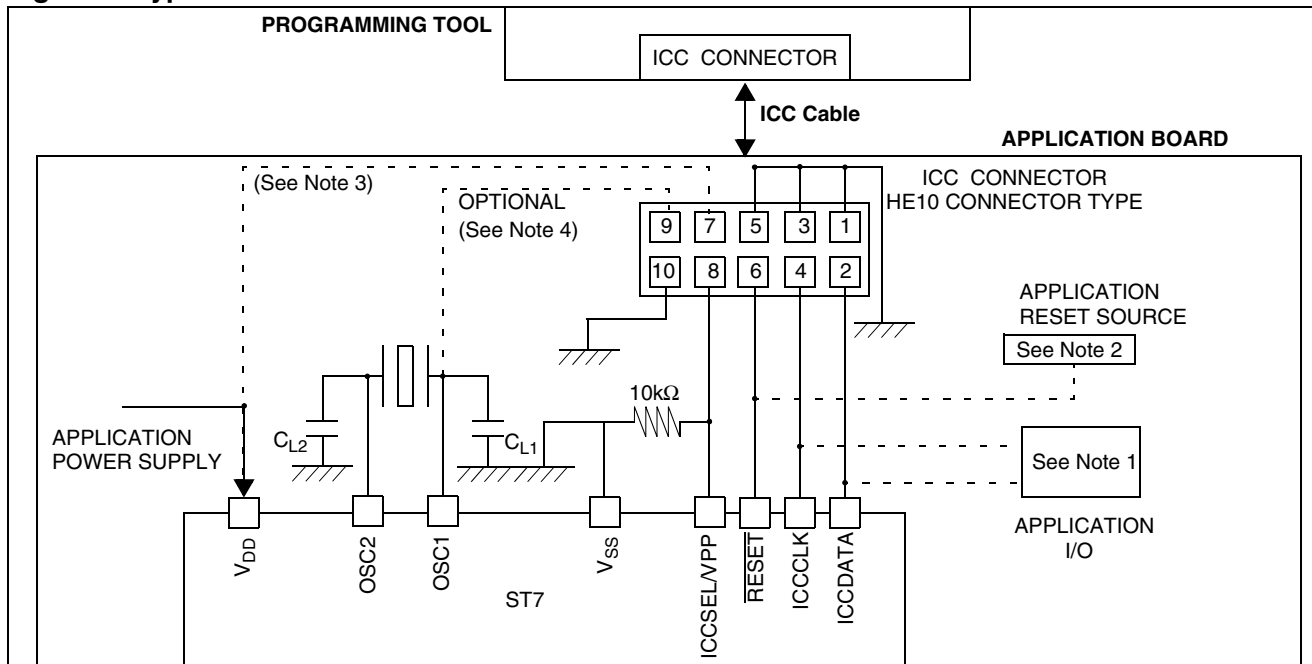 PROGRAMMING TOOL
ICC CONNECTOR
ICC Cable
APPLICATION BOARD
(See Note 3)
OPTIONAL
(See Note 4)
ICC CONNECTOR
HE10 CONNECTOR TYPE
9 7 5 3 1
10 8 6 4 2
APPLICATION
RESET SOURCE
See Note 2
10kΩ
APPLICATION
POWER SUPPLY
CL2
CL1
See Note 1
APPLICATION
I/O
VDD
OSC2
OSC1
VSS
ICCSEL/VPP
RESET
ICCCLK
ICCDATA
ST7